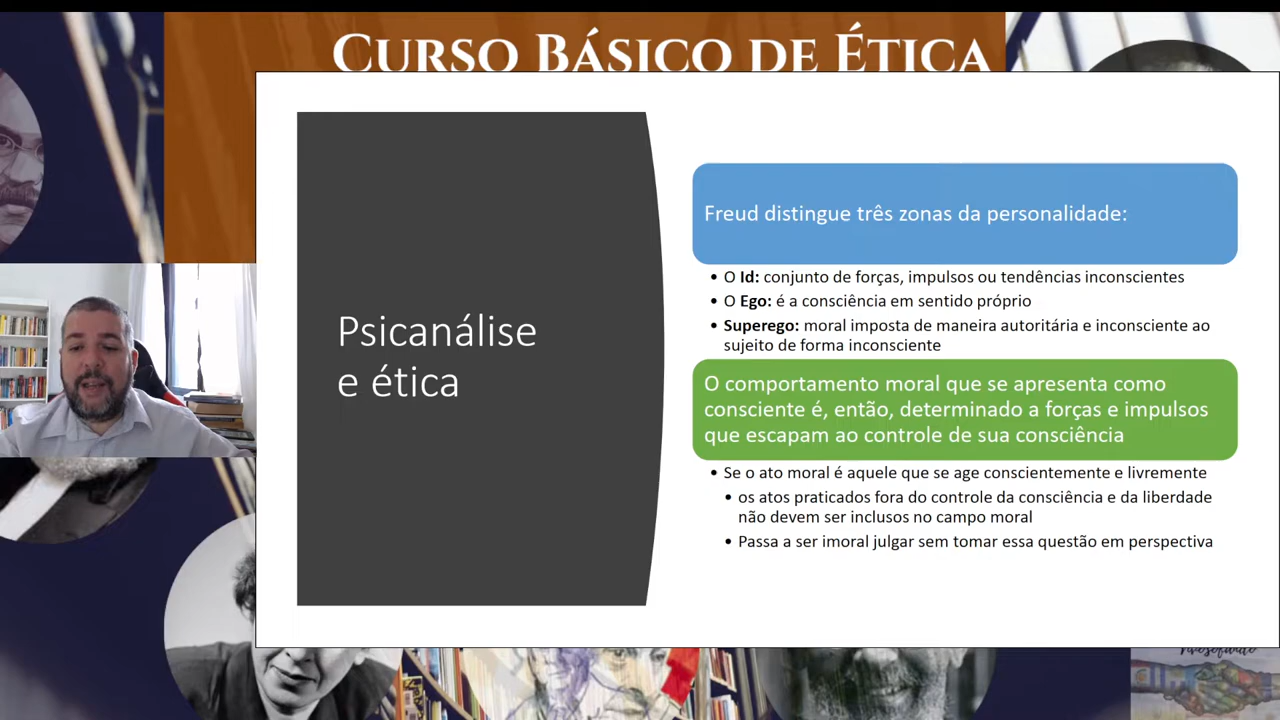 CURSO BÁSICO DE ÉTICA
Psicanálise
e ética
Freud distingue três zonas da personalidade:
• O Id: conjunto de forças, impulsos ou tendências inconscientes
• O Ego: é a consciência em sentido próprio
• Superego: moral imposta de maneira autoritária e inconsciente ao
sujeito de forma inconsciente
O comportamento moral que se apresenta como
consciente é, então, determinado a forças e impulsos
que escapam ao controle de sua consciência
• Se o ato moral é aquele que se age conscientemente e livremente
• os atos praticados fora do controle da consciência e da liberdade
não devem ser inclusos no campo moral
• Passa a ser imoral julgar sem tomar essa questão em perspectiva